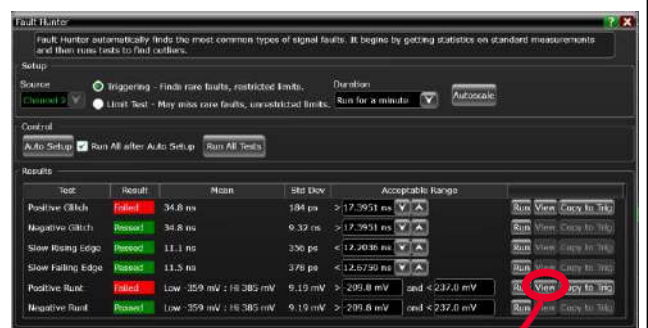 Fault Hunter
Fault Hunter automatically finds the most common types of signal faults. It begins by getting statistics on standard measurements
and then runs tests to find outliers.
Setup
Source
Triggering - Finds rare faults, restricted limits.
Duration
Channel 2
Limit Test - May miss rare faults, unrestricted limits.
Run for a minute
Autoscale
Control
Auto Setup Run All after Auto Setup Run All Tests
Results
Test Result Mean Std Dev Acceptable Range
Positive Glitch Failed 34.8 ns 184 ps > 17.3951 ns Run View Copy to Trig
Negative Glitch Passed 34.8 ns 9.32 ns > 17.3951 ns Run View Copy to Trig
Slow Rising Edge Passed 11.1 ns 356 ps < 12.2036 ns Run View Copy to Trig
Slow Falling Edge Passed 11.5 ns 378 ps < 12.6750 ns Run View Copy to Trig
Positive Runt Failed Low -359 mV : Hi 385 mV 9.19 mV > -209.8 mV and < 237.0 mV Run View Copy to Trig
Negative Runt Passed Low -359 mV : Hi 385 mV 9.19 mV > -209.8 mV and < 237.0 mV Run View Copy to Trig